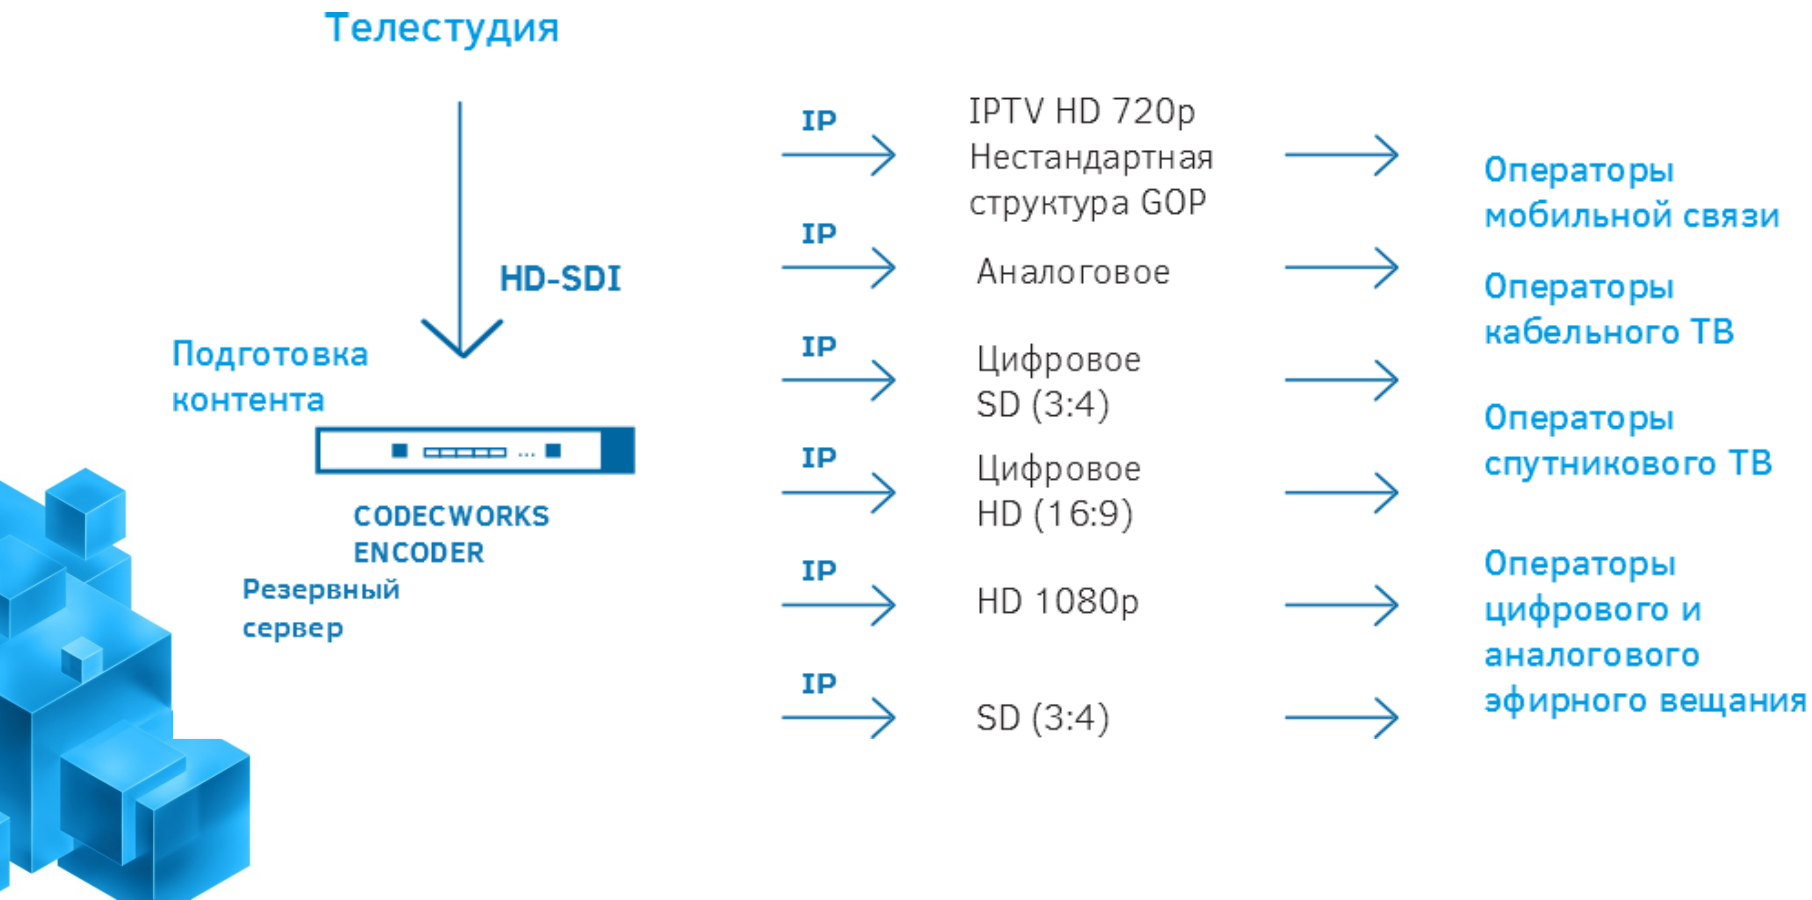 Телестудия
HD-SDI
Подготовка
контента
CODECWORKS
ENCODER
Резервный
сервер
IP
IPTV HD 720p
Нестандартная
структура GOP
IP
Аналоговое
IP
Цифровое
SD (3:4)
IP
Цифровое
HD (16:9)
IP
HD 1080p
IP
SD (3:4)
Операторы
мобильной связи
Операторы
кабельного ТВ
Операторы
спутникового ТВ
Операторы
цифрового и
аналогового
эфирного вещания